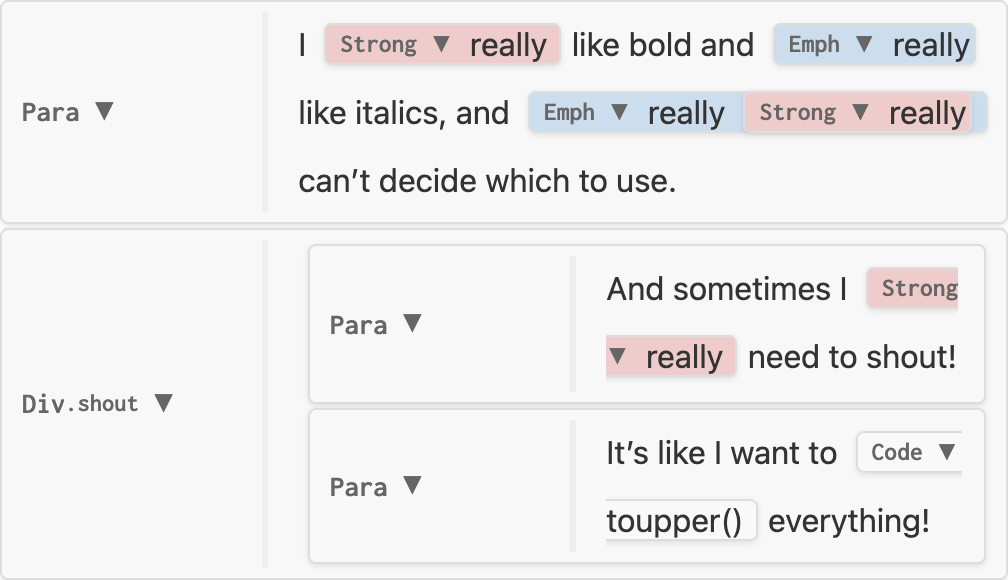 Para ▼
I Strong ▼ really like bold and Emph ▼ really
like italics, and Emph ▼ really Strong ▼ really
can’t decide which to use.
Div.shout ▼
Para ▼
And sometimes I Strong
▼ really need to shout!
Para ▼
It’s like I want to Code ▼
toupper() everything!